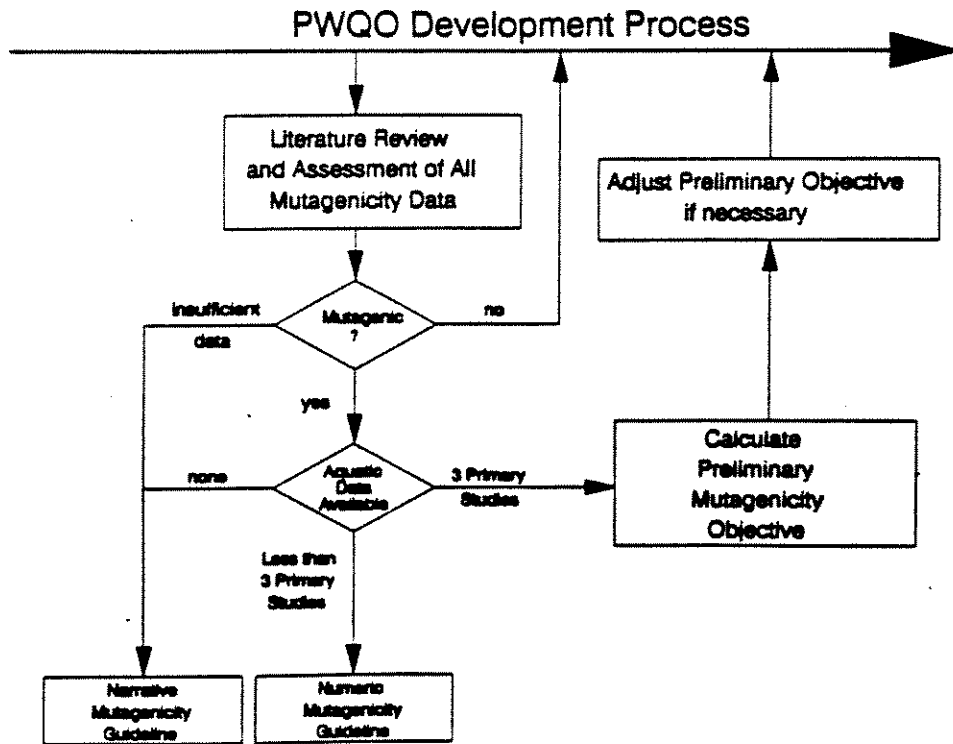 PWQO Development Process
Literature Review
and Assessment of All
Mutagenicity Data
Adjust Preliminary Objective
if necessary
insufficient
data
Mutagenic
?
no
yes
none
Aquatic
Data
Available
3 Primary
Studies
Calculate
Preliminary
Mutagenicity
Objective
Less than
3 Primary
Studies
Narrative
Mutagenicity
Guideline
Numeric
Mutagenicity
Guideline